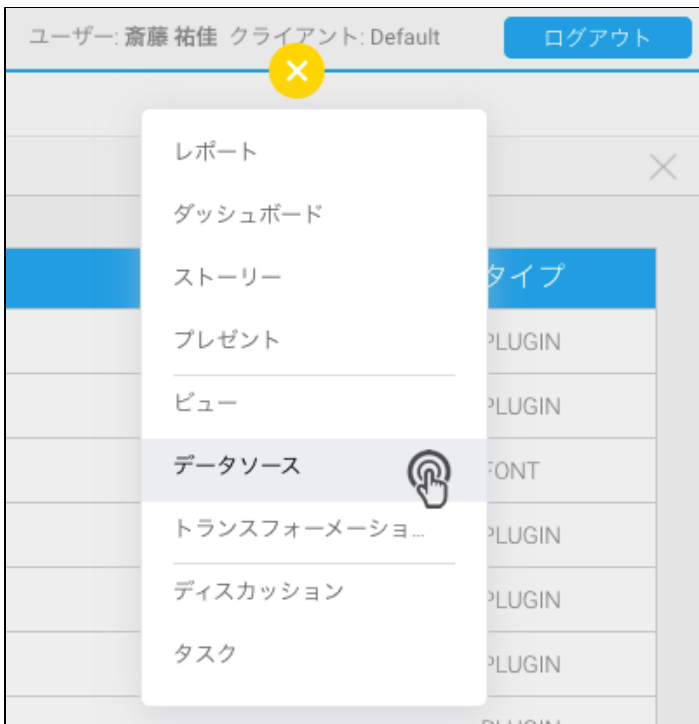 ユーザー: 斎藤 祐佳 クライアント: Default ログアウト
レポート
ダッシュボード
ストーリー
タイプ
プレゼント
PLUGIN
ビュー
PLUGIN
データソース
FONT
トランスフォーメーショ...
PLUGIN
ディスカッション
PLUGIN
タスク
PLUGIN
PLUGIN